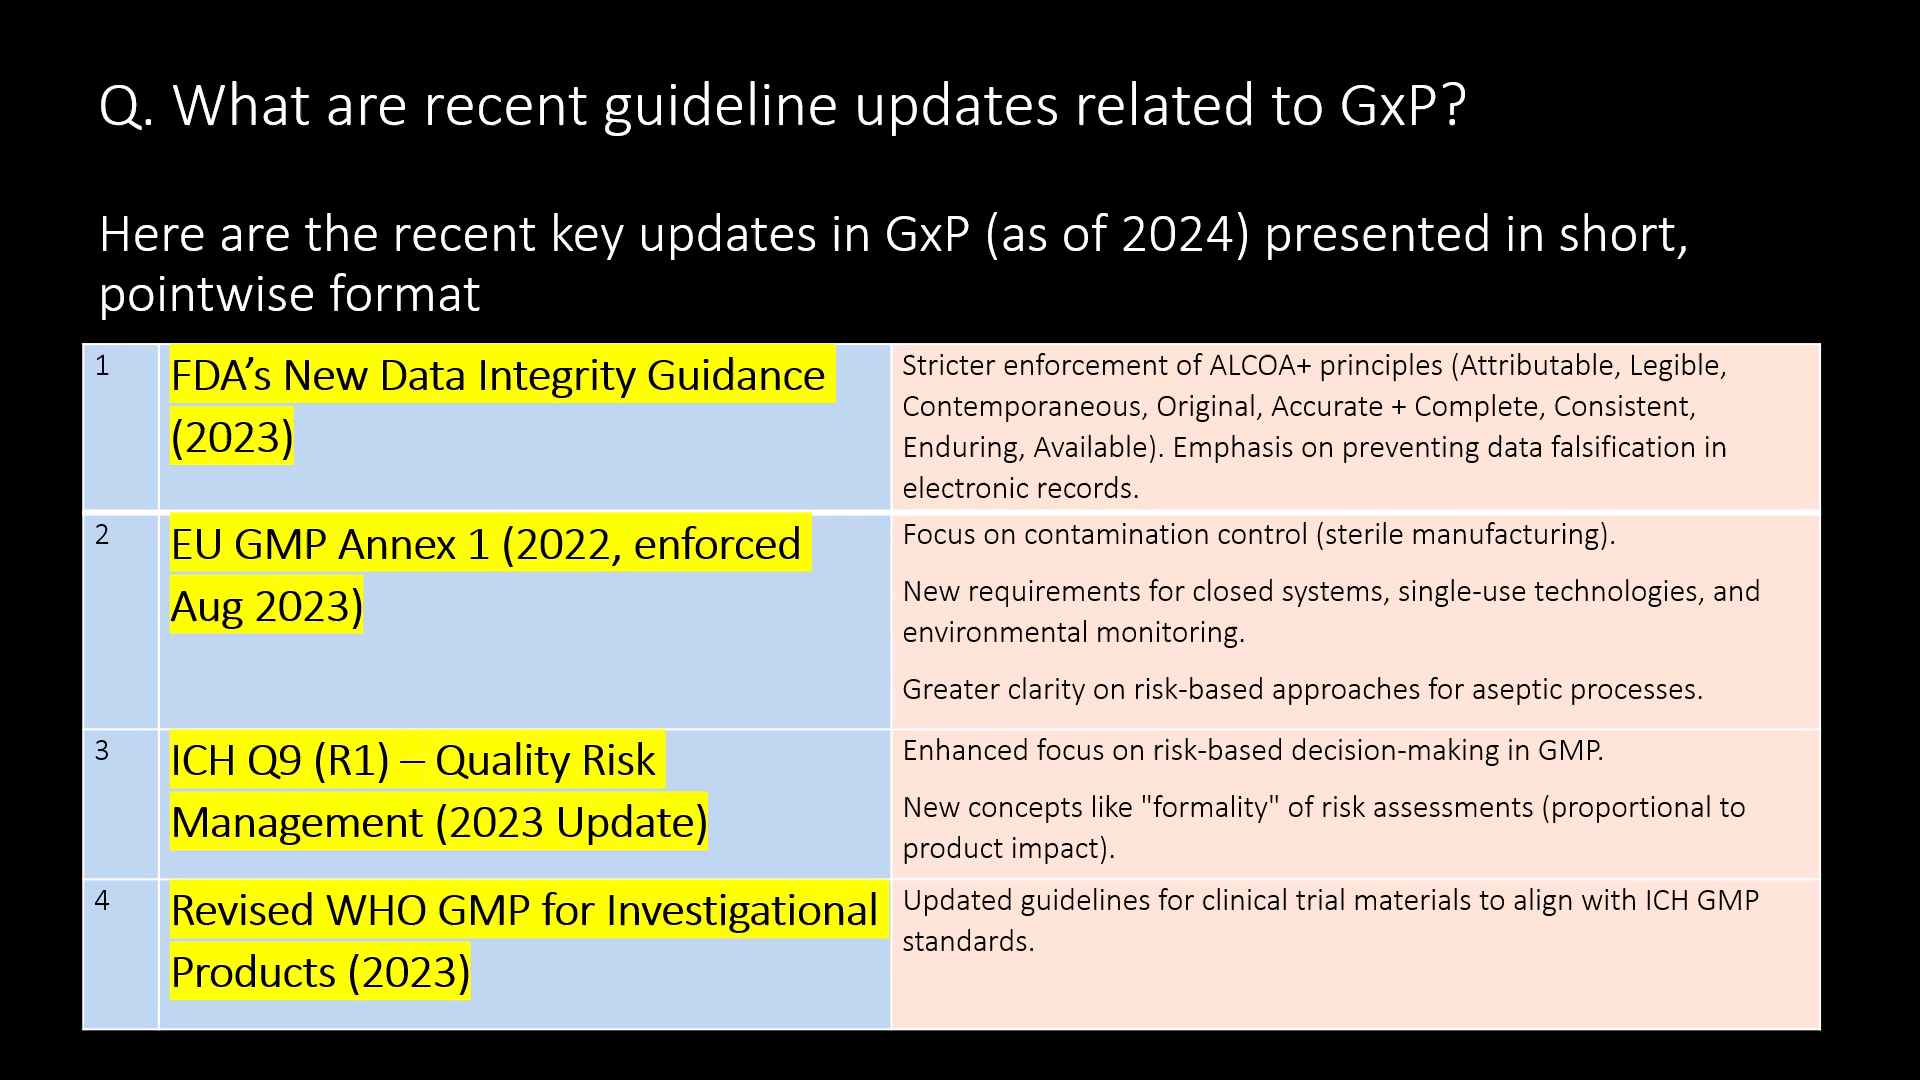 Q. What are recent guideline updates related to GxP?
Here are the recent key updates in GxP (as of 2024) presented in short,
pointwise format
1
FDA’s New Data Integrity Guidance
(2023)
Stricter enforcement of ALCOA+ principles (Attributable, Legible,
Contemporaneous, Original, Accurate + Complete, Consistent,
Enduring, Available). Emphasis on preventing data falsification in
electronic records.
2
EU GMP Annex 1 (2022, enforced
Aug 2023)
Focus on contamination control (sterile manufacturing).
New requirements for closed systems, single-use technologies, and
environmental monitoring.
Greater clarity on risk-based approaches for aseptic processes.
3
ICH Q9 (R1) – Quality Risk
Management (2023 Update)
Enhanced focus on risk-based decision-making in GMP.
New concepts like "formality" of risk assessments (proportional to
product impact).
4
Revised WHO GMP for Investigational
Products (2023)
Updated guidelines for clinical trial materials to align with ICH GMP
standards.